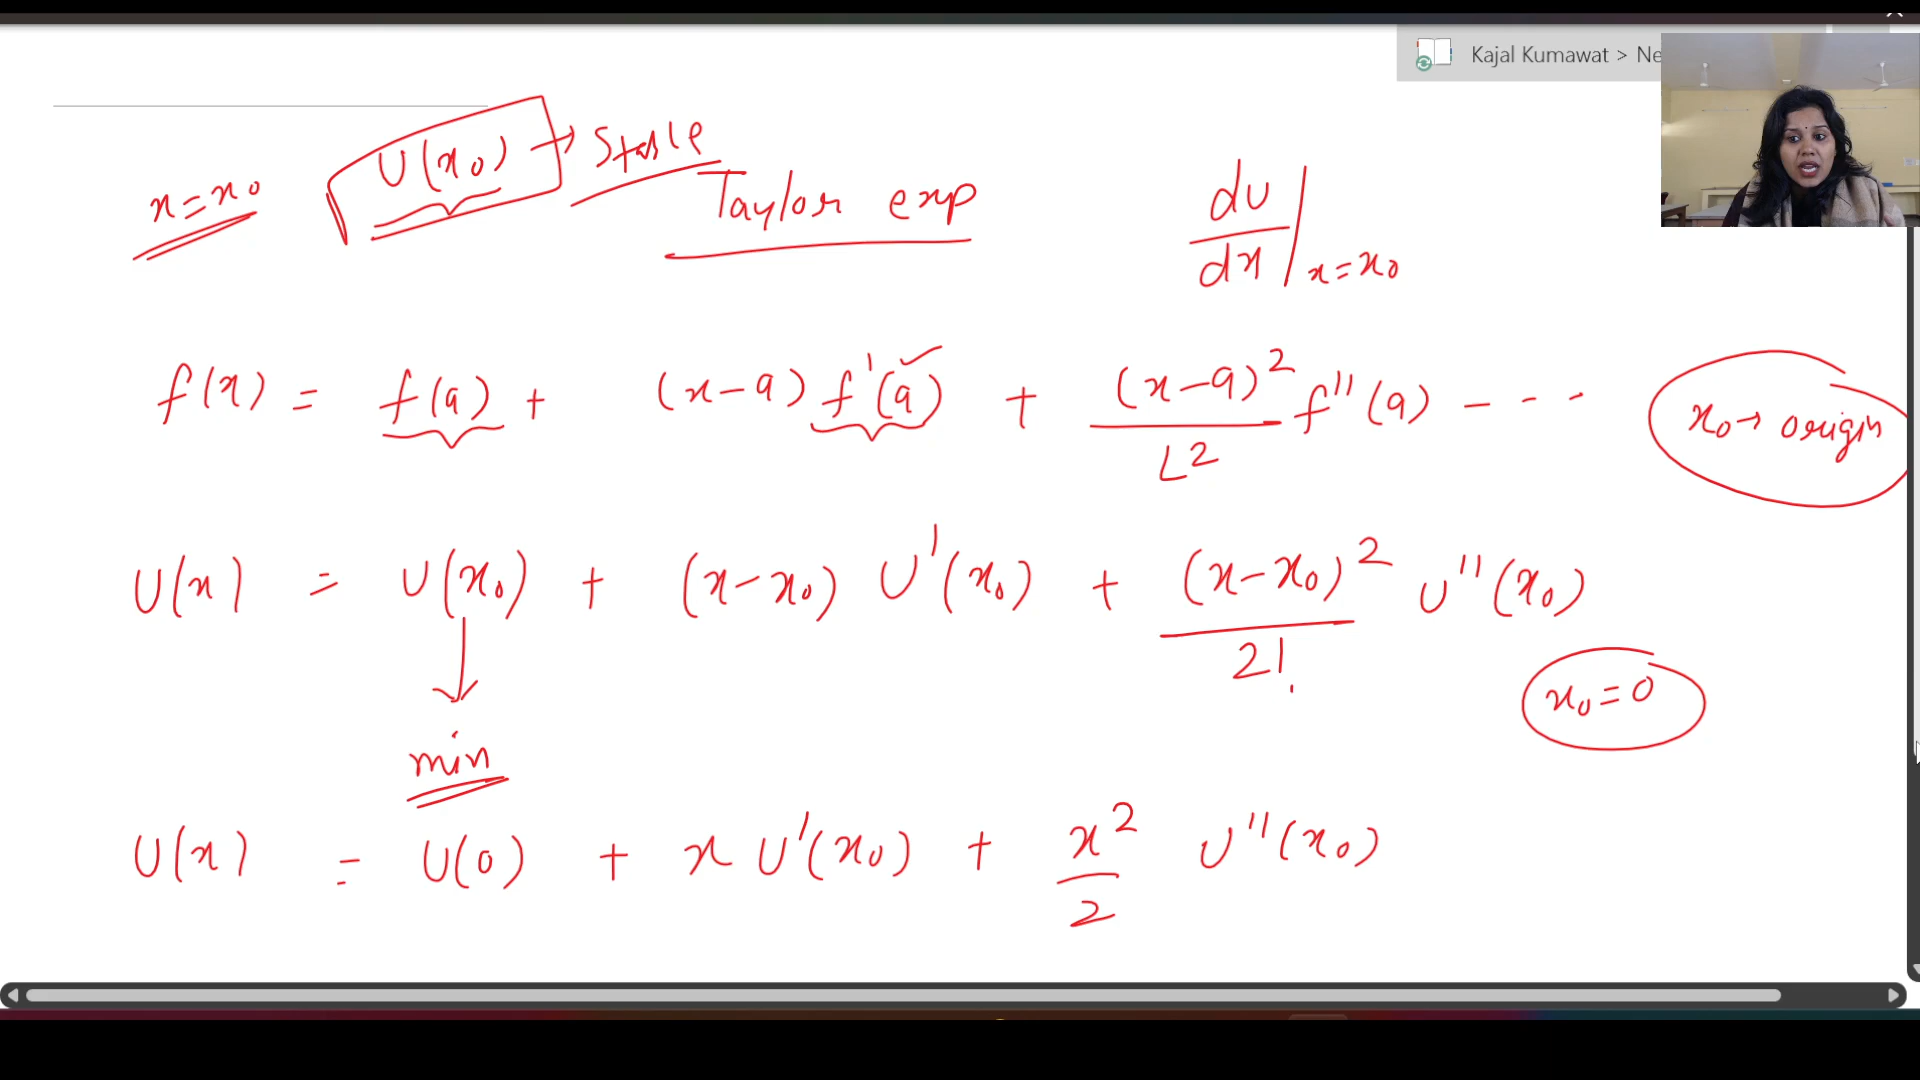 Kajal Kumawat > Ne
x = x₀ U(x₀) → Stable
Taylor exp
du/dx |x=x₀
f(x) = f(a) + (x-a) f'(a) ✓ + (x-a)²/L2 f''(a) - - - -
x₀ → origin
U(x) = U(x₀) + (x-x₀) U'(x₀) + (x-x₀)²/2! U''(x₀)
↓
min
x₀ = 0
U(x) = U(0) + x U'(x₀) + x²/2 U''(x₀)